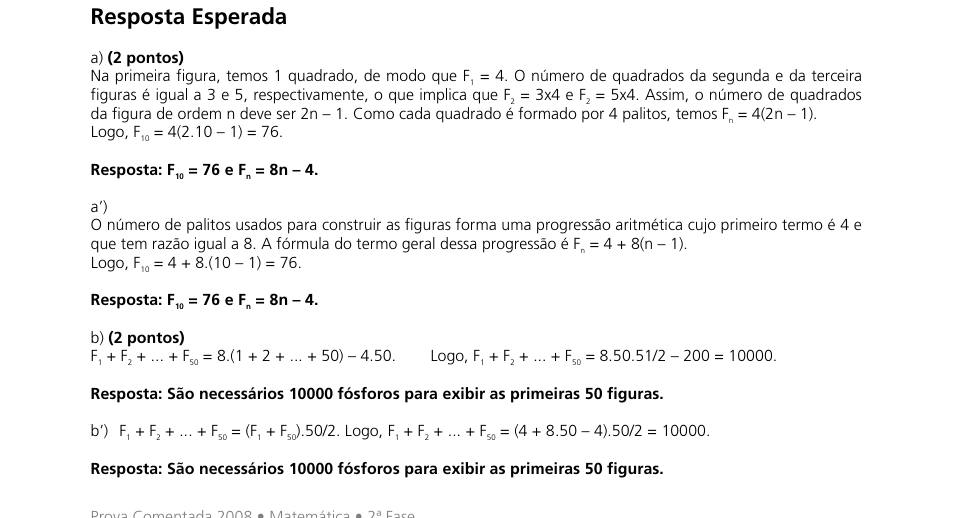 Resposta Esperada
a) (2 pontos)
Na primeira figura, temos 1 quadrado, de modo que F₁ = 4. O número de quadrados da segunda e da terceira
figuras é igual a 3 e 5, respectivamente, o que implica que F₂ = 3x4 e F₂ = 5x4. Assim, o número de quadrados
da figura de ordem n deve ser 2n – 1. Como cada quadrado é formado por 4 palitos, temos Fₙ = 4(2n – 1).
Logo, F₁₀ = 4(2.10 – 1) = 76.
Resposta: F₁₀ = 76 e Fₙ = 8n – 4.
a’)
O número de palitos usados para construir as figuras forma uma progressão aritmética cujo primeiro termo é 4 e
que tem razão igual a 8. A fórmula do termo geral dessa progressão é Fₙ = 4 + 8(n – 1).
Logo, F₁₀ = 4 + 8.(10 – 1) = 76.
Resposta: F₁₀ = 76 e Fₙ = 8n – 4.
b) (2 pontos)
F₁ + F₂ + ... + F₅₀ = 8.(1 + 2 + ... + 50) – 4.50. Logo, F₁ + F₂ + ... + F₅₀ = 8.50.51/2 – 200 = 10000.
Resposta: São necessários 10000 fósforos para exibir as primeiras 50 figuras.
b’) F₁ + F₂ + ... + F₅₀ = (F₁ + F₅₀).50/2. Logo, F₁ + F₂ + ... + F₅₀ = (4 + 8.50 – 4).50/2 = 10000.
Resposta: São necessários 10000 fósforos para exibir as primeiras 50 figuras.
Prova Comentada 2008 • Matemática • 2ª Fase